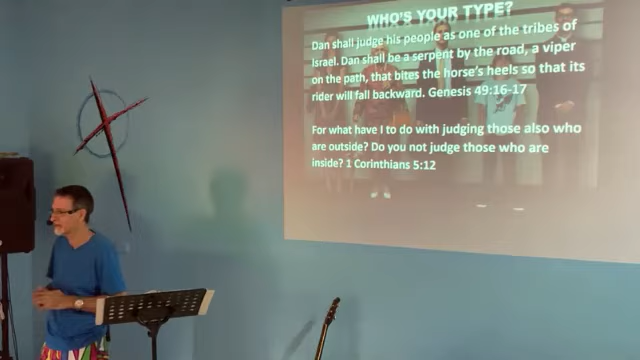 WHO'S YOUR TYPE?
Dan shall judge his people as one of the tribes of
Israel. Dan shall be a serpent by the road, a viper
on the path, that bites the horse's heels so that its
rider will fall backward. Genesis 49:16-17
For what have I to do with judging those also who
are outside? Do you not judge those who are
inside? 1 Corinthians 5:12